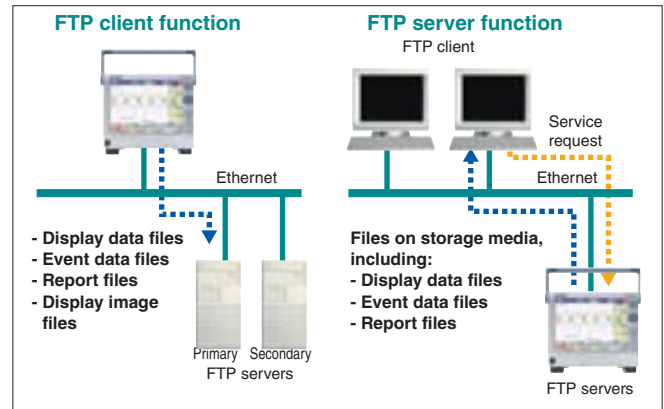 FTP client function
Ethernet
- Display data files
- Event data files
- Report files
- Display image
files
Primary Secondary
FTP servers
FTP server function
FTP client
Service
request
Ethernet
Files on storage media,
including:
- Display data files
- Event data files
- Report files
FTP servers